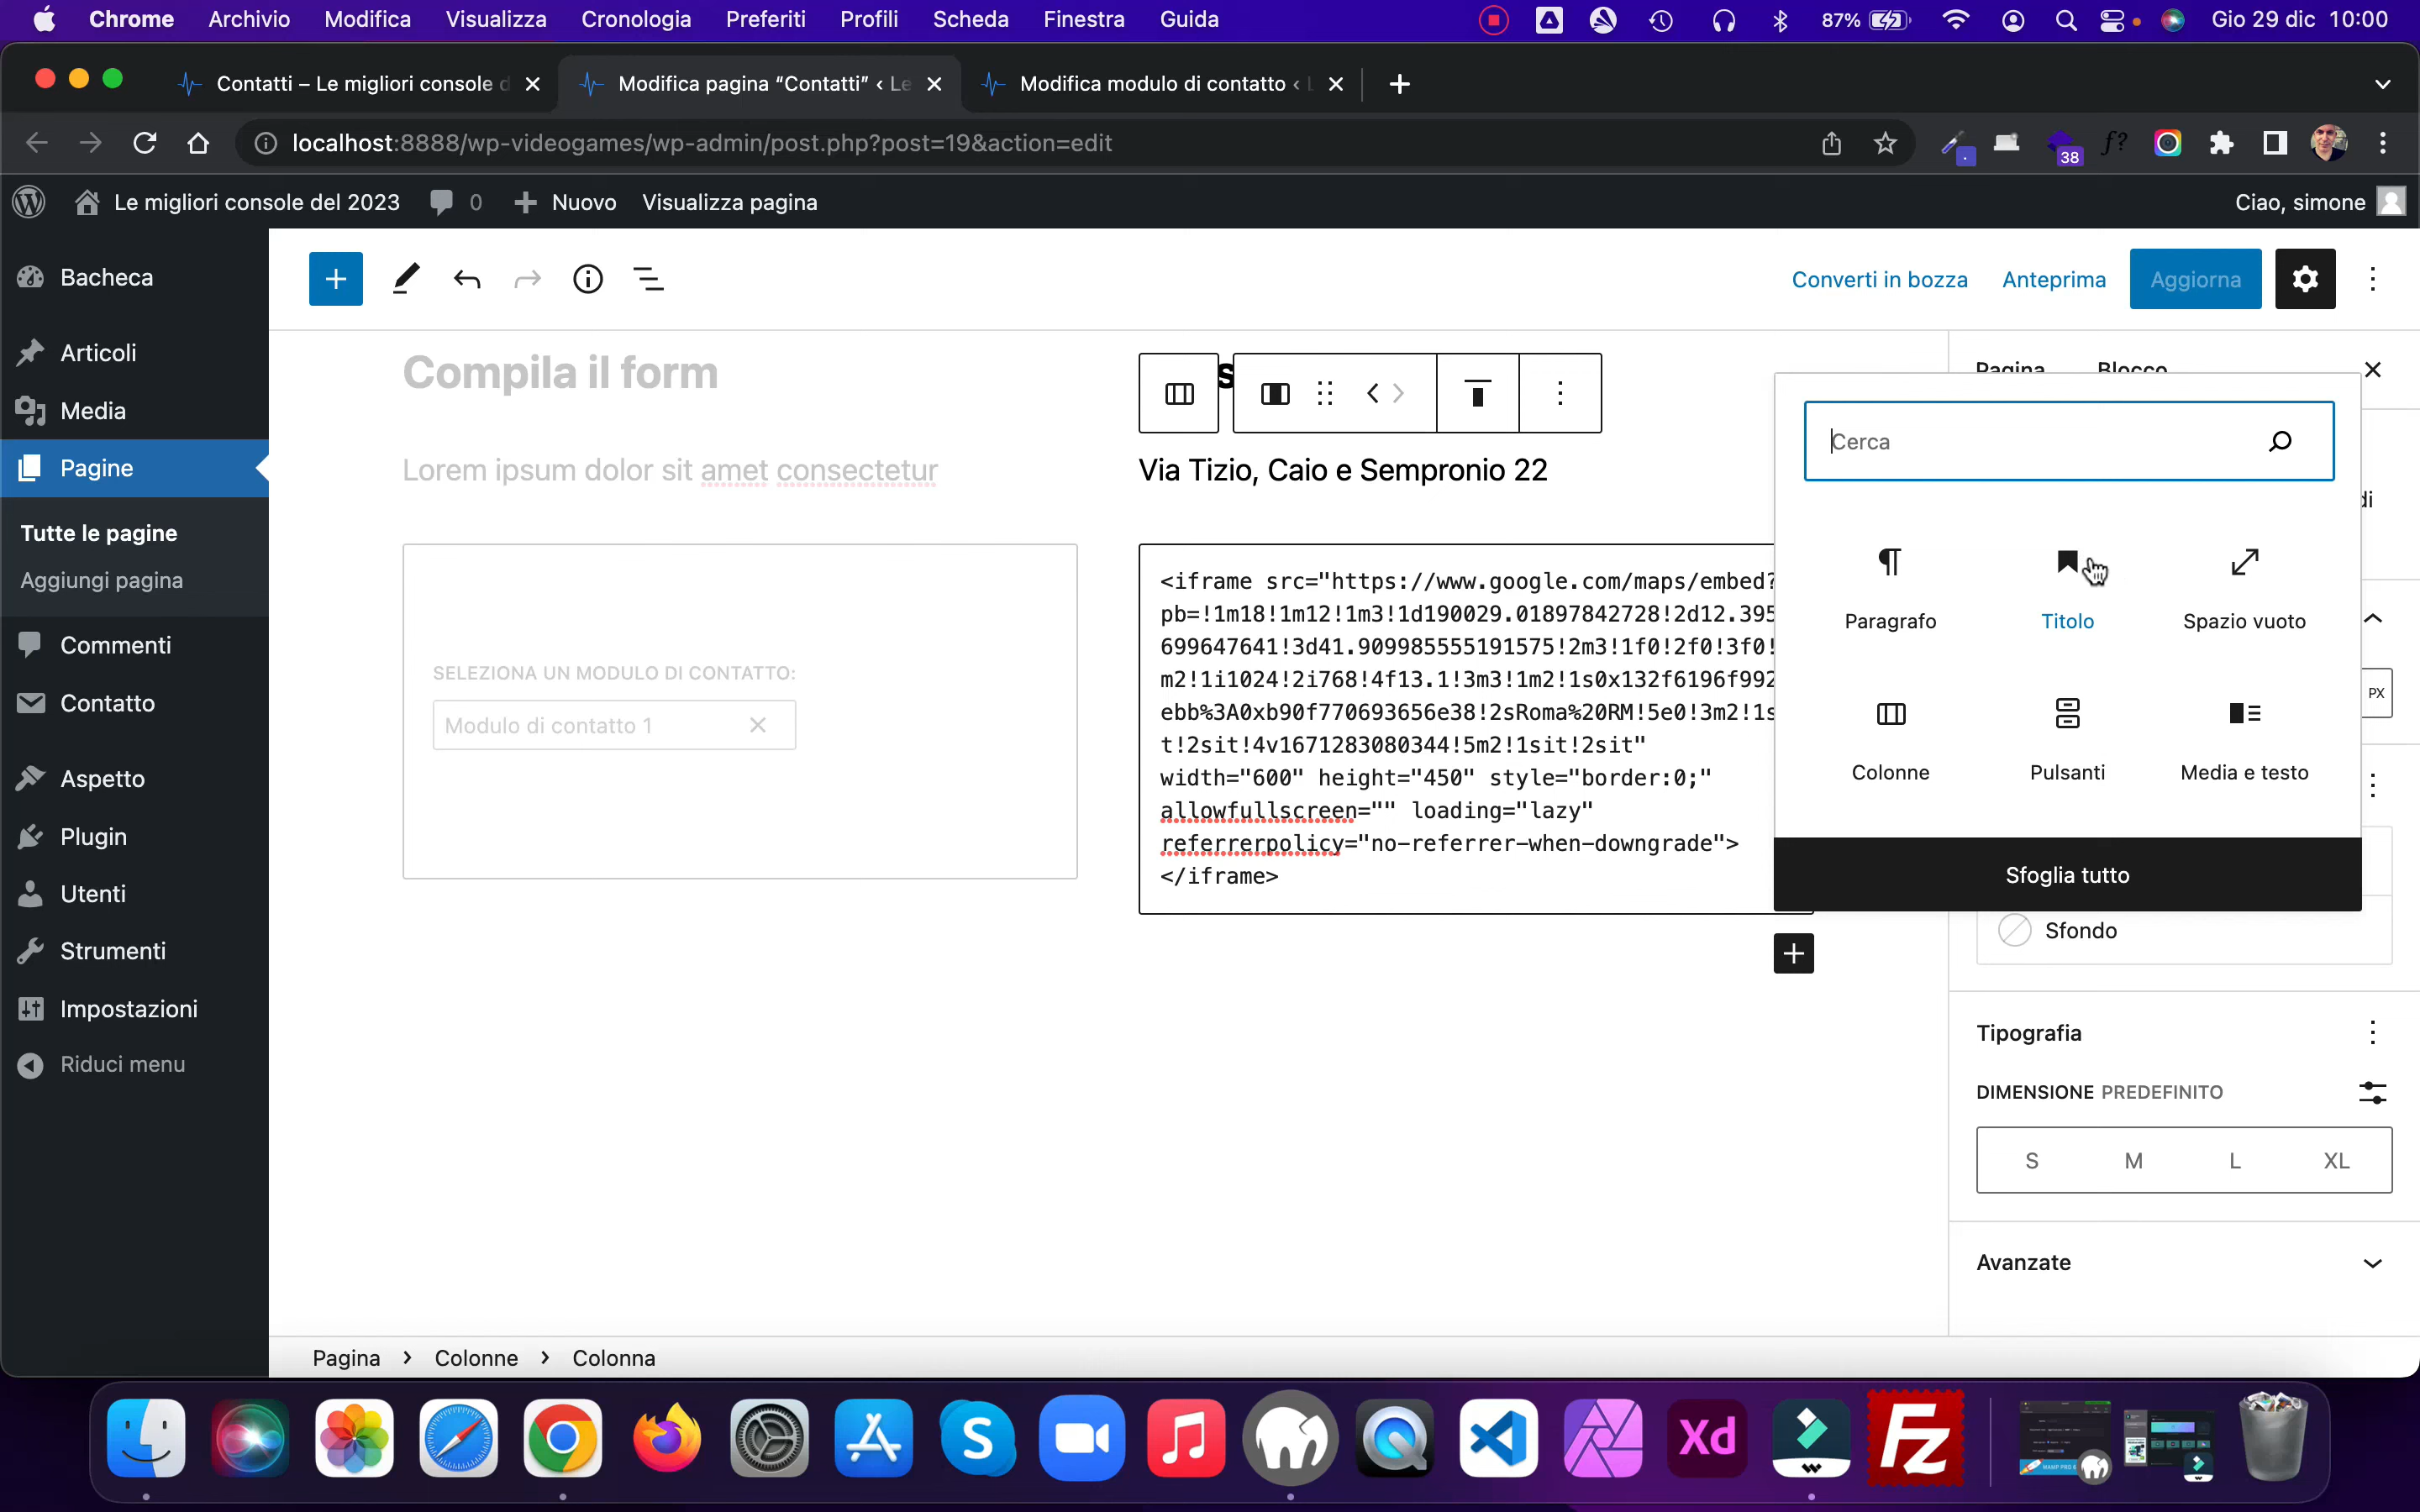 Chrome Archivio Modifica Visualizza Cronologia Preferiti Profili Scheda Finestra Guida 87% Gio 29 dic 10:00
Contatti – Le migliori console d Modifica pagina “Contatti” ‹ Le Modifica modulo di contatto ‹ L
localhost:8888/wp-videogames/wp-admin/post.php?post=19&action=edit
38
Le migliori console del 2023 0 Nuovo Visualizza pagina Ciao, simone
Bacheca
Articoli
Media
Pagine
Tutte le pagine
Aggiungi pagina
Commenti
Contatto
Aspetto
Plugin
Utenti
Strumenti
Impostazioni
Riduci menu
Converti in bozza Anteprima Aggiorna
Compila il form
Lorem ipsum dolor sit amet consectetur
SELEZIONA UN MODULO DI CONTATTO:
Modulo di contatto 1
Via Tizio, Caio e Sempronio 22
<iframe src="https://www.google.com/maps/embed?
pb=!1m18!1m12!1m3!1d190029.01897842728!2d12.395
699647641!3d41.909985555191575!2m3!1f0!2f0!3f0!
m2!1i1024!2i768!4f13.1!3m3!1m2!1s0x132f6196f992
ebb%3A0xb90f770693656e38!2sRoma%20RM!5e0!3m2!1s
t!2sit!4v1671283080344!5m2!1sit!2sit"
width="600" height="450" style="border:0;"
allowfullscreen="" loading="lazy"
referrerpolicy="no-referrer-when-downgrade">
</iframe>
Pagina Blocco
Cerca
di
Paragrafo Titolo Spazio vuoto
PX
Colonne Pulsanti Media e testo
Sfoglia tutto
Sfondo
Tipografia
DIMENSIONE PREDEFINITO
S M L XL
Avanzate
Pagina › Colonne › Colonna
Xd
Fz